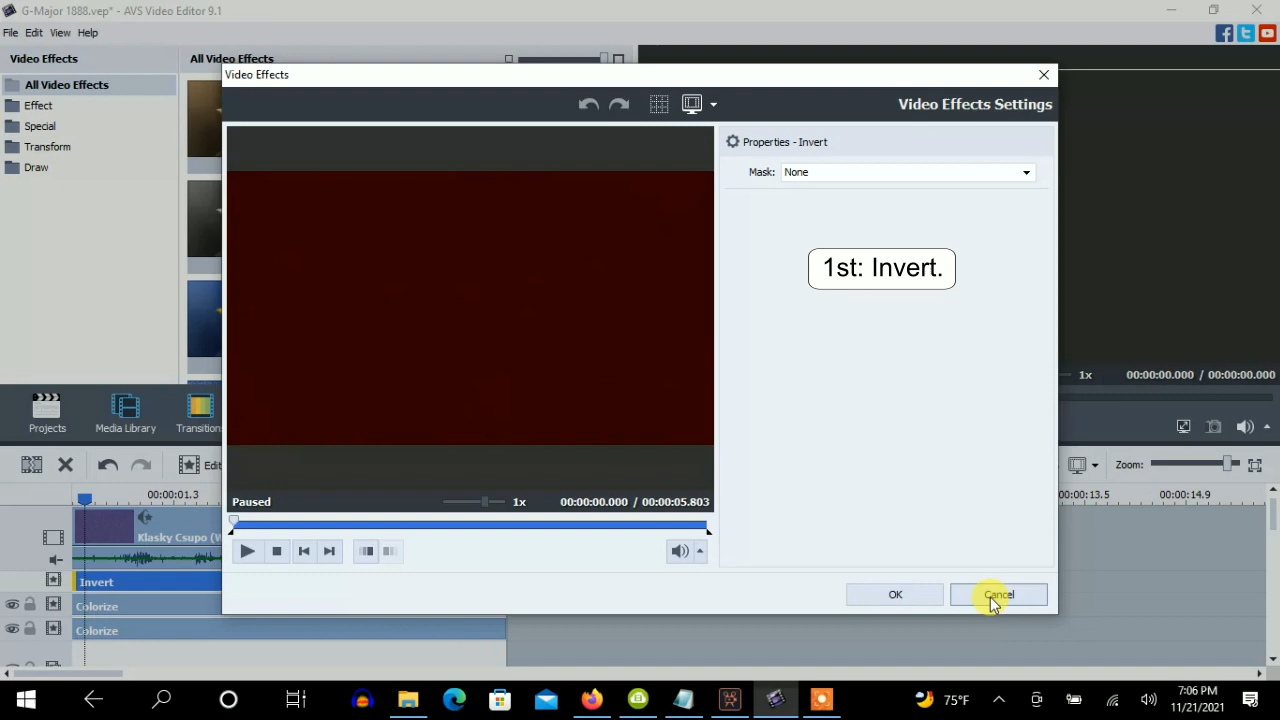 G-Major 1888.vep* - AVS Video Editor 9.1
File Edit View Help
Video Effects
All Video Effects
All Video Effects
Effect
Special
Transform
Draw
Video Effects
Video Effects Settings
Properties - Invert
Mask: None
1st: Invert.
Paused 1x 00:00:00.000 / 00:00:05.803
OK
Cancel
1x 00:00:00.000 / 00:00:00.000
Projects
Media Library
Transition
Edi
Zoom:
00:00:01.3
00:00:13.5
00:00:14.9
Klasky Csupo (W
Invert
Colorize
Colorize
75°F
7:06 PM
11/21/2021